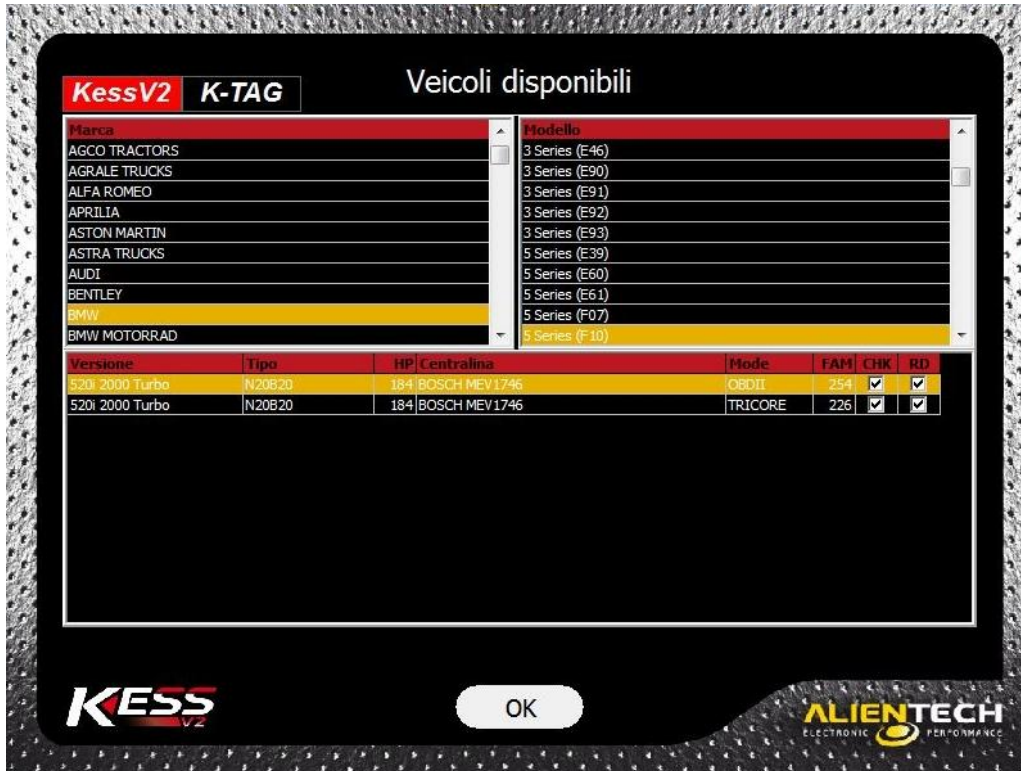 Veicoli disponibili
KessV2 K-TAG
Marca
AGCO TRACTORS
AGRALE TRUCKS
ALFA ROMEO
APRILIA
ASTON MARTIN
ASTRA TRUCKS
AUDI
BENTLEY
BMW
BMW MOTORRAD
Modello
3 Series (E46)
3 Series (E90)
3 Series (E91)
3 Series (E92)
3 Series (E93)
5 Series (E39)
5 Series (E60)
5 Series (E61)
5 Series (F07)
5 Series (F10)
Versione Tipo HP Centralina Mode FAM CHK RD
520i 2000 Turbo N20B20 184 BOSCH MEV1746 OBDII 254
520i 2000 Turbo N20B20 184 BOSCH MEV1746 TRICORE 226
KESS V2
OK
ALIENTECH
ELECTRONIC PERFORMANCE